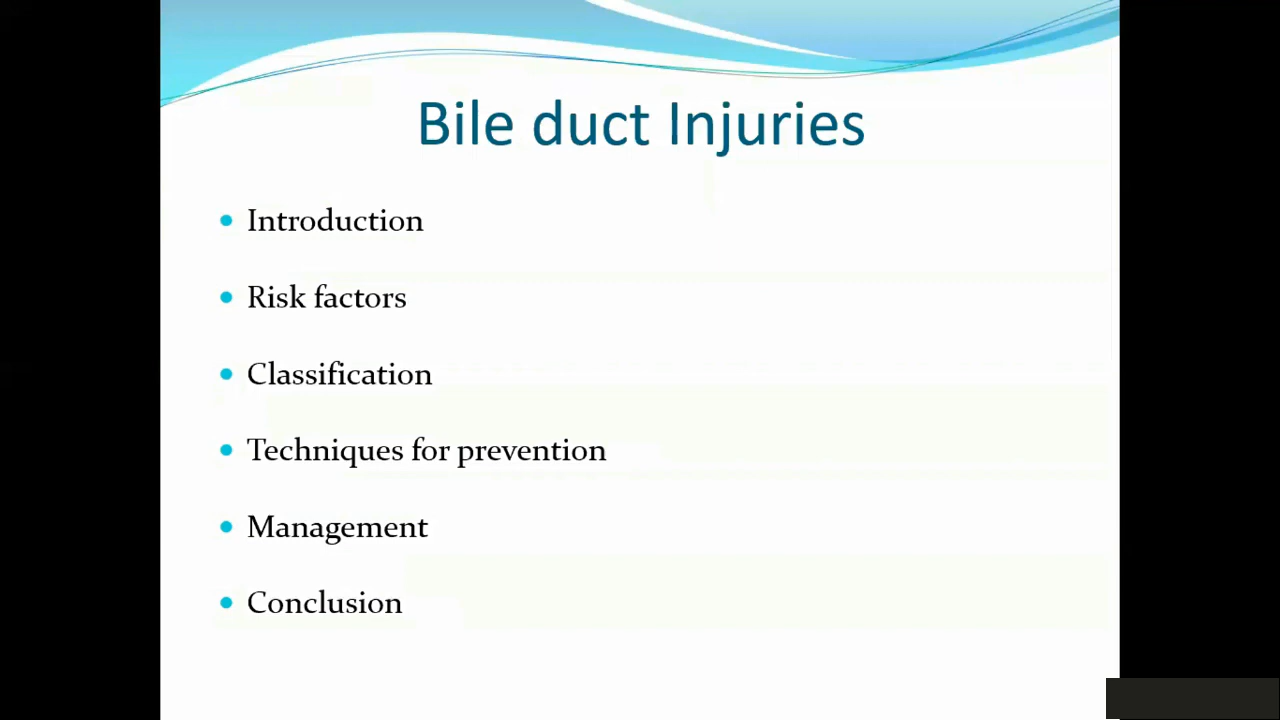 Bile duct Injuries
Introduction
Risk factors
Classification
Techniques for prevention
Management
Conclusion